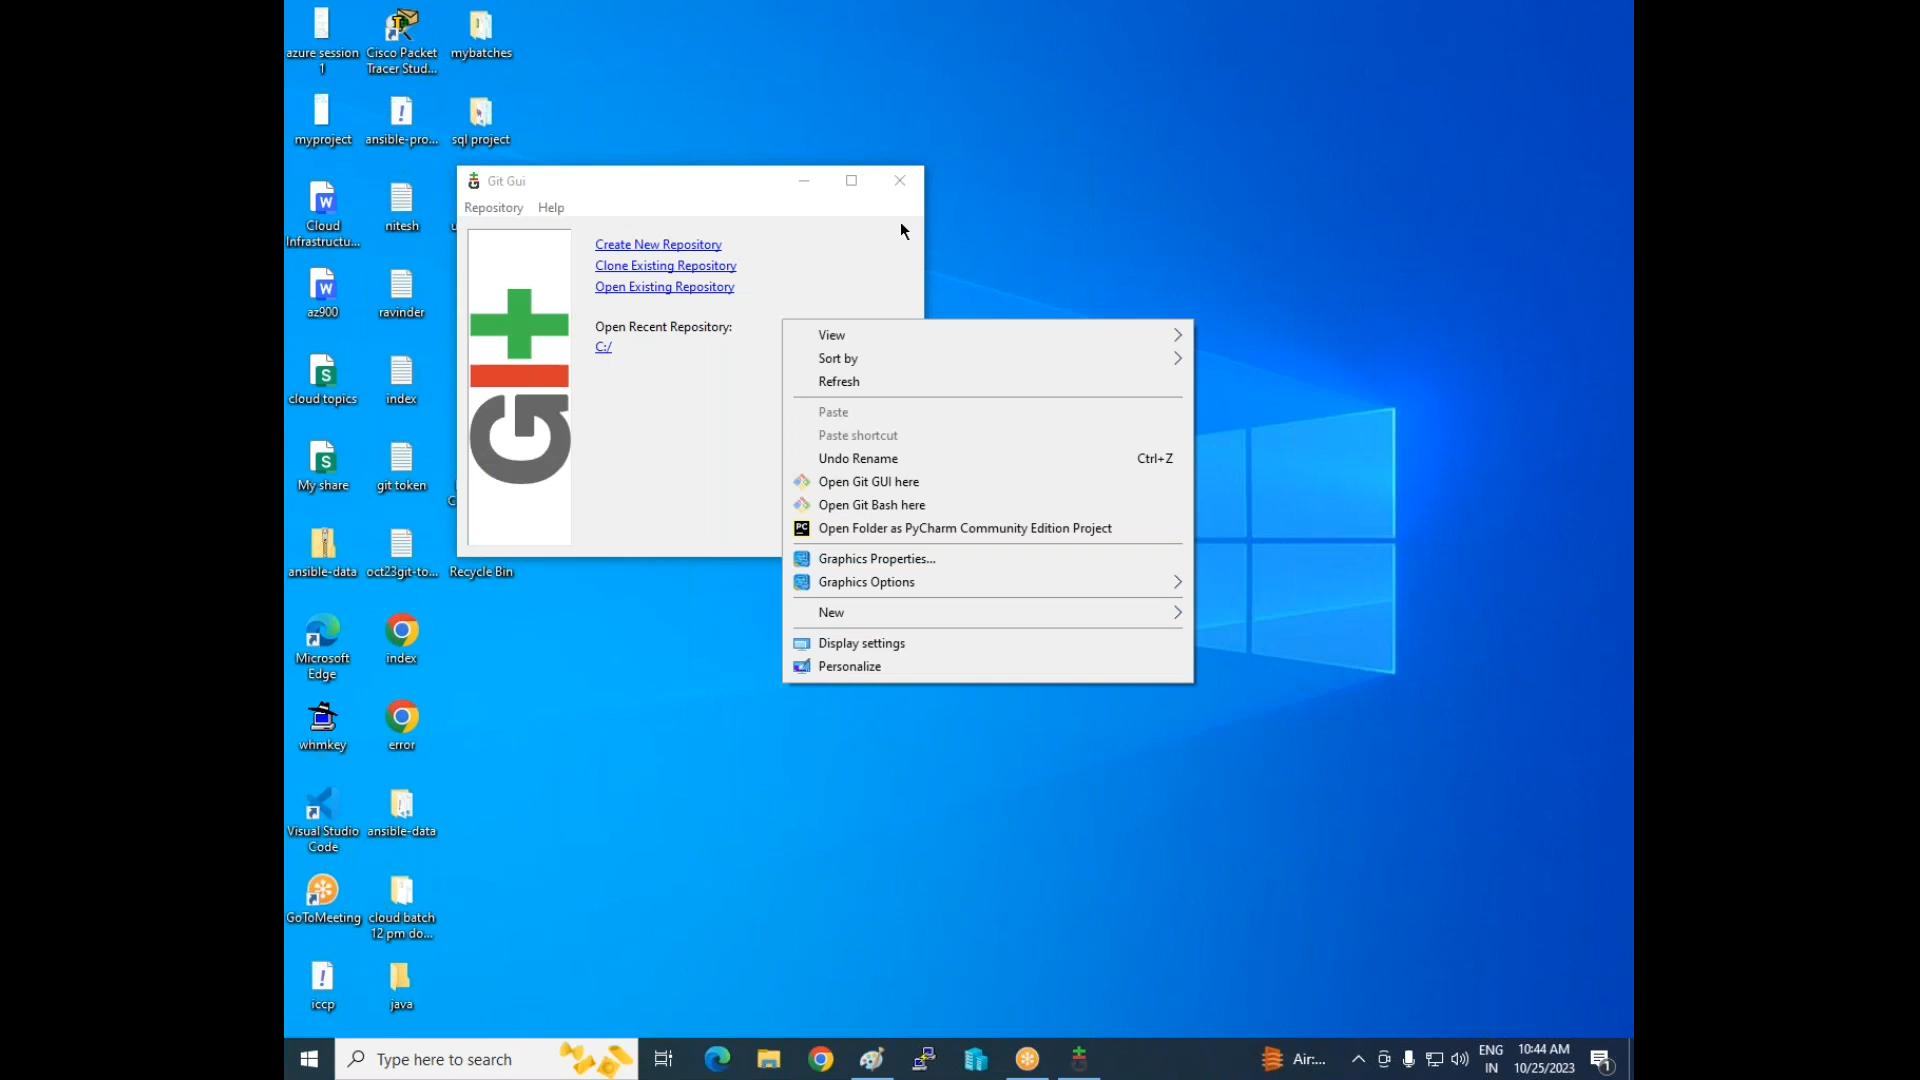 azure session
1
Cisco Packet
Tracer Stud...
mybatches
myproject
ansible-pro...
sql project
Cloud
Infrastructu...
nitesh
az900
ravinder
cloud topics
index
My share
git token
ansible-data
oct23git-to...
Recycle Bin
Microsoft
Edge
index
whmkey
error
Visual Studio
Code
ansible-data
GoToMeeting
cloud batch
12 pm do...
iccp
java
Git Gui
Repository Help
Create New Repository
Clone Existing Repository
Open Existing Repository
Open Recent Repository:
C:/
git
View
Sort by
Refresh
Paste
Paste shortcut
Undo Rename Ctrl+Z
Open Git GUI here
Open Git Bash here
PC Open Folder as PyCharm Community Edition Project
Graphics Properties...
Graphics Options
New
Display settings
Personalize
Type here to search
Air:...
ENG
IN
10:44 AM
10/25/2023
1